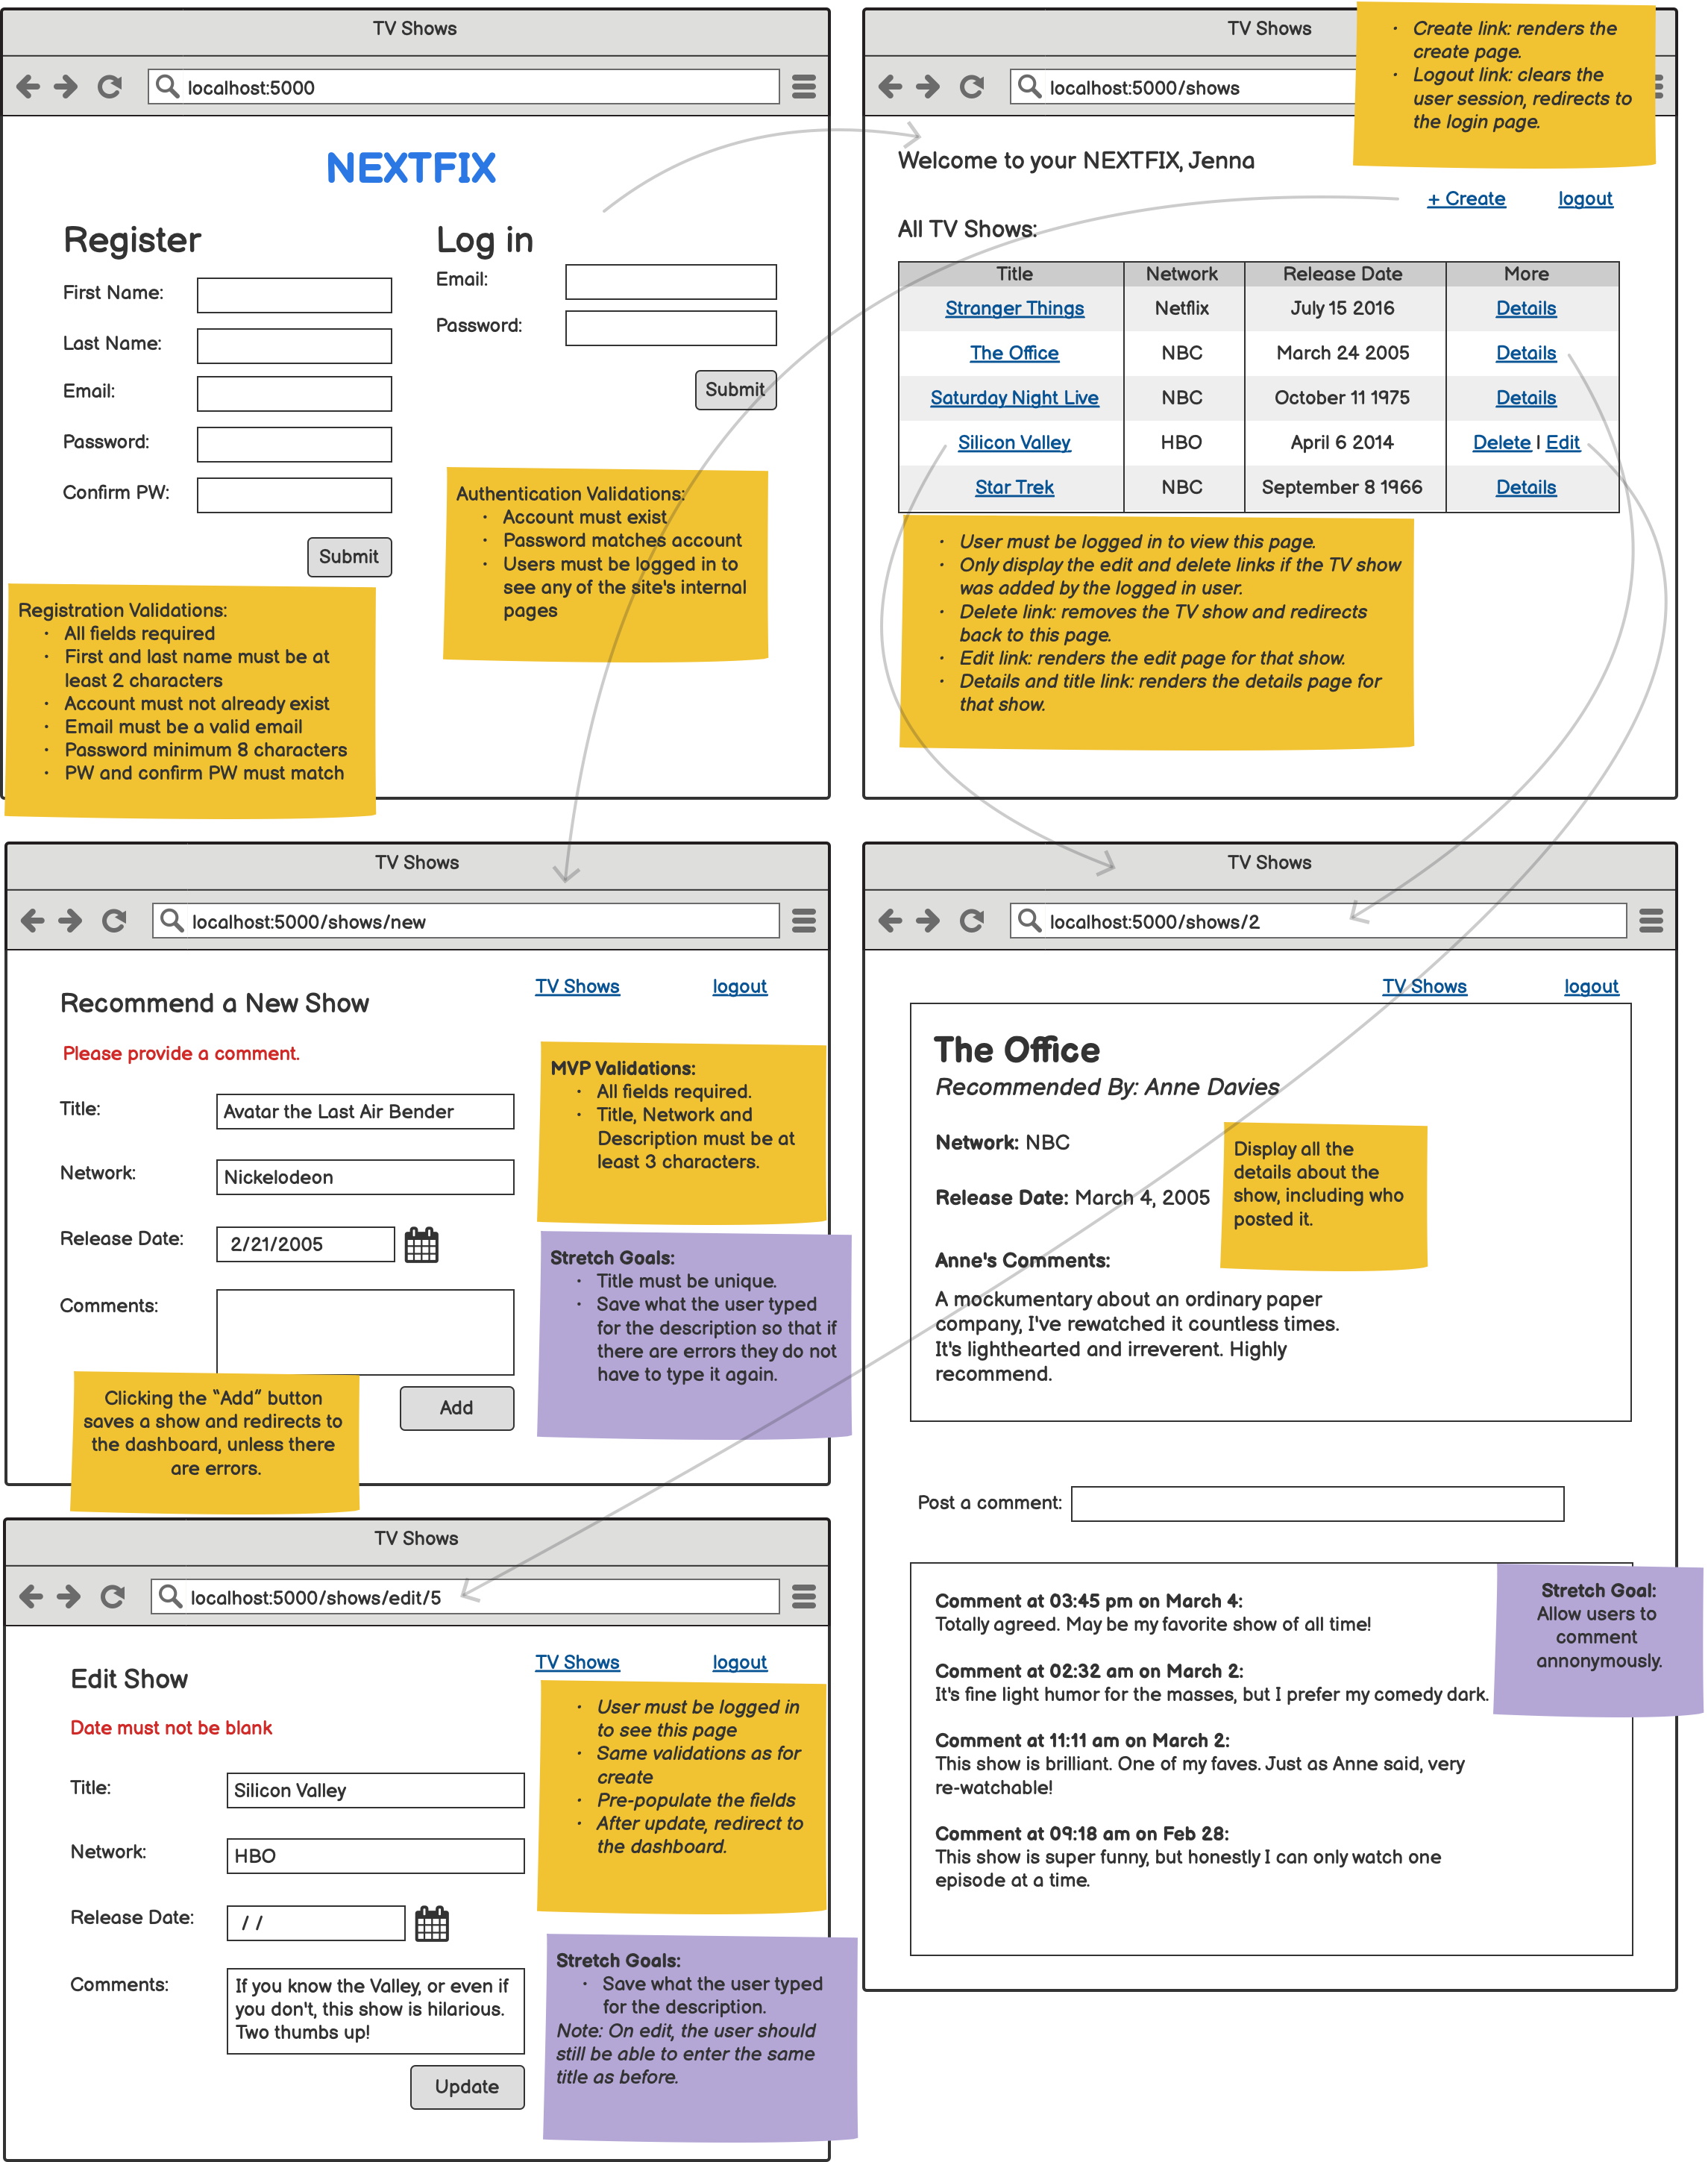 TV Shows
localhost:5000
NEXTFIX
Register
First Name:
Last Name:
Email:
Password:
Confirm PW:
Submit
Log in
Email:
Password:
Submit
Authentication Validations:
· Account must exist
· Password matches account
· Users must be logged in to
see any of the site's internal
pages
Registration Validations:
· All fields required
· First and last name must be at
least 2 characters
· Account must not already exist
· Email must be a valid email
· Password minimum 8 characters
· PW and confirm PW must match
TV Shows
localhost:5000/shows
· Create link: renders the
create page.
· Logout link: clears the
user session, redirects to
the login page.
Welcome to your NEXTFIX, Jenna
+ Create logout
All TV Shows:
Title Network Release Date More
Stranger Things Netflix July 15 2016 Details
The Office NBC March 24 2005 Details
Saturday Night Live NBC October 11 1975 Details
Silicon Valley HBO April 6 2014 Delete | Edit
Star Trek NBC September 8 1966 Details
· User must be logged in to view this page.
· Only display the edit and delete links if the TV show
was added by the logged in user.
· Delete link: removes the TV show and redirects
back to this page.
· Edit link: renders the edit page for that show.
· Details and title link: renders the details page for
that show.
TV Shows
localhost:5000/shows/new
TV Shows logout
Recommend a New Show
Please provide a comment.
Title: Avatar the Last Air Bender
Network: Nickelodeon
Release Date: 2/21/2005
Comments:
Add
Clicking the “Add” button
saves a show and redirects to
the dashboard, unless there
are errors.
MVP Validations:
· All fields required.
· Title, Network and
Description must be at
least 3 characters.
Stretch Goals:
· Title must be unique.
· Save what the user typed
for the description so that if
there are errors they do not
have to type it again.
TV Shows
localhost:5000/shows/2
TV Shows logout
The Office
Recommended By: Anne Davies
Network: NBC
Release Date: March 4, 2005
Display all the
details about the
show, including who
posted it.
Anne's Comments:
A mockumentary about an ordinary paper
company, I've rewatched it countless times.
It's lighthearted and irreverent. Highly
recommend.
Post a comment:
Comment at 03:45 pm on March 4:
Totally agreed. May be my favorite show of all time!
Comment at 02:32 am on March 2:
It's fine light humor for the masses, but I prefer my comedy dark.
Comment at 11:11 am on March 2:
This show is brilliant. One of my faves. Just as Anne said, very
re-watchable!
Comment at 09:18 am on Feb 28:
This show is super funny, but honestly I can only watch one
episode at a time.
Stretch Goal:
Allow users to
comment
annonymously.
TV Shows
localhost:5000/shows/edit/5
TV Shows logout
Edit Show
Date must not be blank
Title: Silicon Valley
Network: HBO
Release Date: / /
Comments:
If you know the Valley, or even if
you don't, this show is hilarious.
Two thumbs up!
Update
· User must be logged in
to see this page
· Same validations as for
create
· Pre-populate the fields
· After update, redirect to
the dashboard.
Stretch Goals:
· Save what the user typed
for the description.
Note: On edit, the user should
still be able to enter the same
title as before.